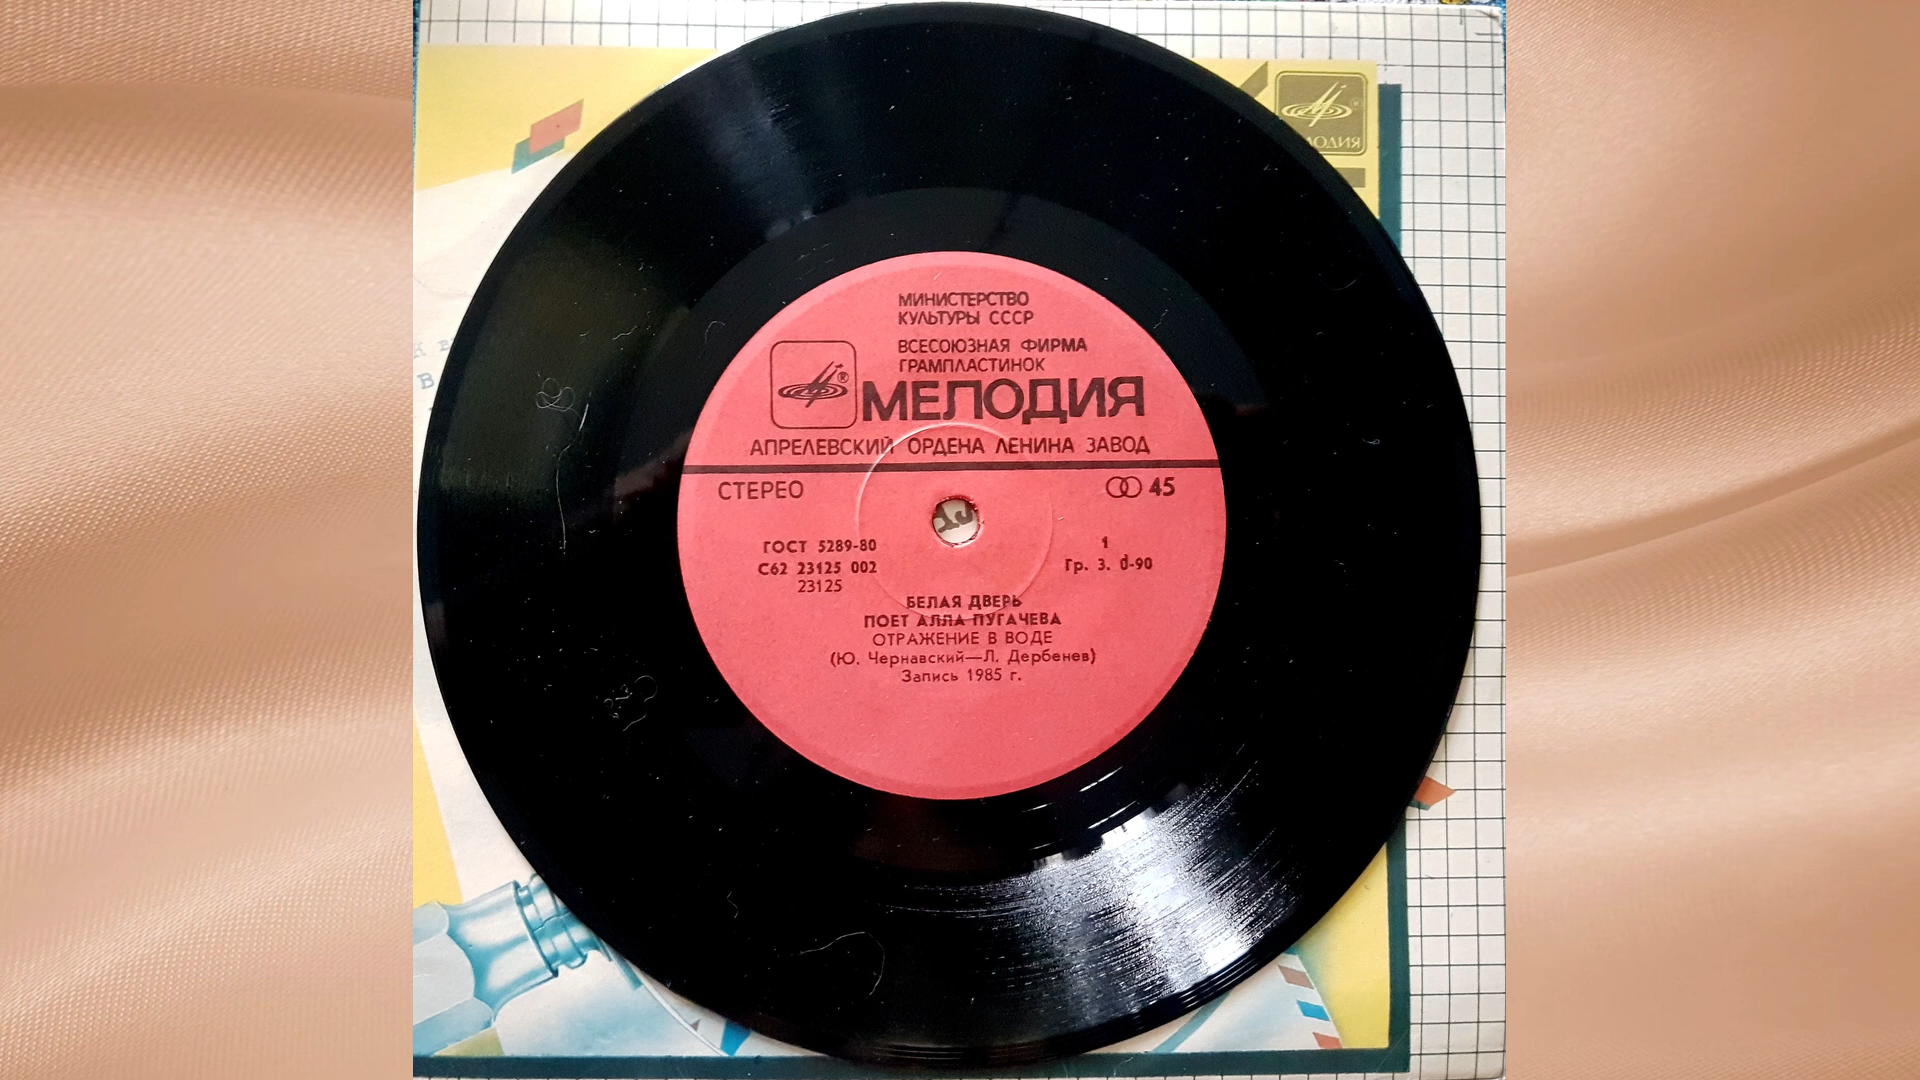 МИНИСТЕРСТВО
КУЛЬТУРЫ СССР
ВСЕСОЮЗНАЯ ФИРМА
ГРАМПЛАСТИНОК
® МЕЛОДИЯ
АПРЕЛЕВСКИЙ ОРДЕНА ЛЕНИНА ЗАВОД
СТЕРЕО
45
ГОСТ 5289-80
С62 23125 002
23125
1
Гр. 3. d-90
БЕЛАЯ ДВЕРЬ
ПОЕТ АЛЛА ПУГАЧЕВА
ОТРАЖЕНИЕ В ВОДЕ
(Ю. Чернавский—Л. Дербенев)
Запись 1985 г.